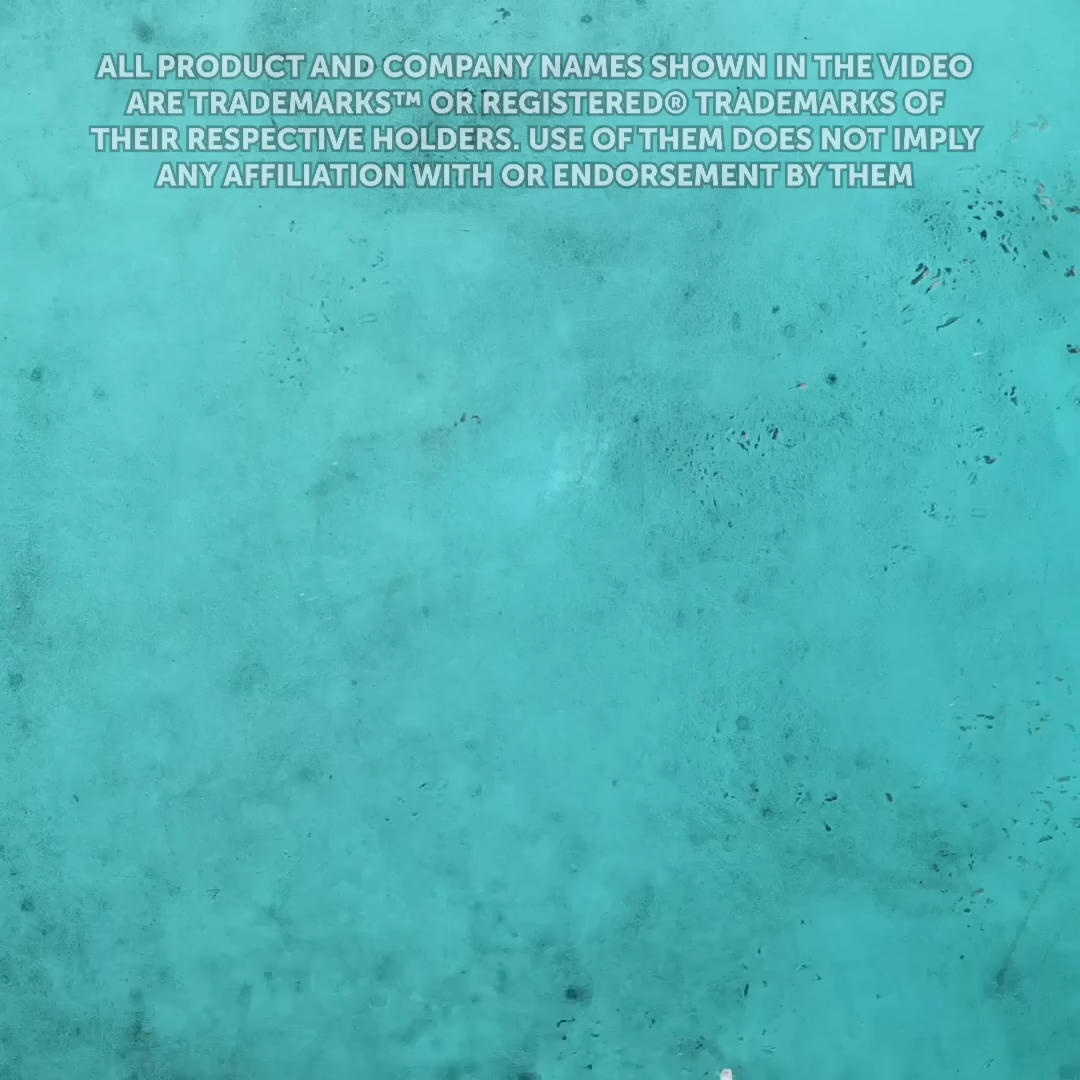 ALL PRODUCT AND COMPANY NAMES SHOWN IN THE VIDEO
ARE TRADEMARKS™ OR REGISTERED® TRADEMARKS OF
THEIR RESPECTIVE HOLDERS. USE OF THEM DOES NOT IMPLY
ANY AFFILIATION WITH OR ENDORSEMENT BY THEM